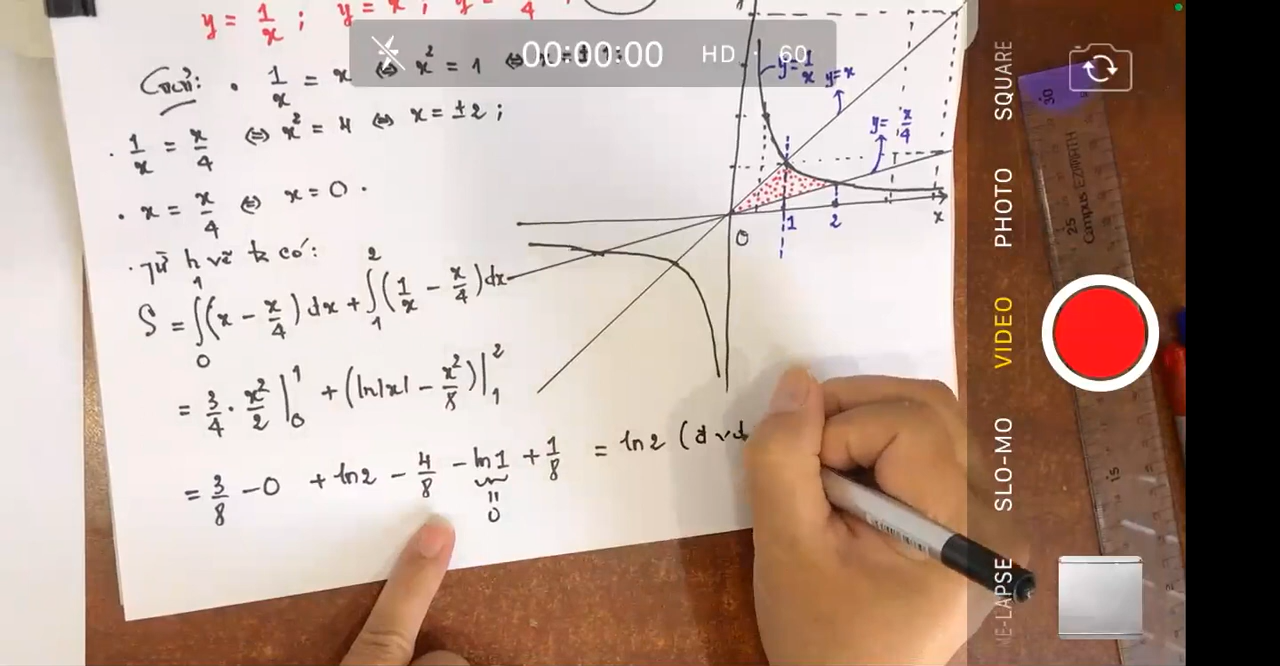 y = 1/x ; y = x ; y = x/4
00:00:00 HD · 60
Giải: · 1/x = x ⇔ x² = 1 ⇔ x = ±1.
· 1/x = x/4 ⇔ x² = 4 ⇔ x = ±2 ;
· x = x/4 ⇔ x = 0 .
· Từ h vẽ ta có:
S = ∫₀¹ (x − x/4) dx + ∫₁² (1/x − x/4) dx
= 3/4 · x²/2 |₀¹ + (ln|x| − x²/8) |₁²
= 3/8 − 0 + ln2 − 4/8 − ln1 + 1/8 = ln2 (đvdt
=
0
y
y = 1/x
y = x
y = x/4
O
1
2
x
SQUARE
PHOTO
VIDEO
SLO-MO
NE-LAPSE
30
25
Campus
15